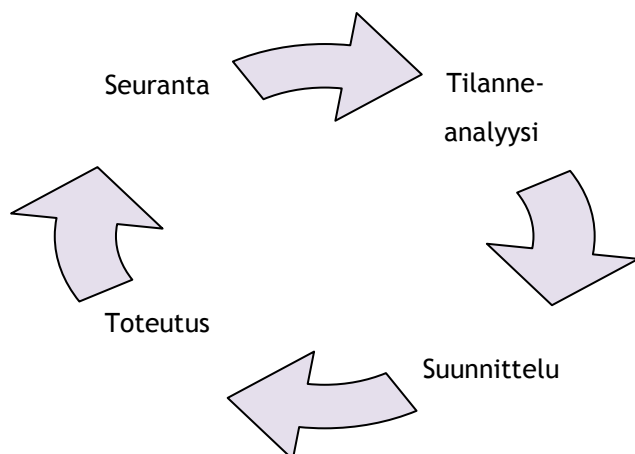 Seuranta
Tilanne-
analyysi
Toteutus
Suunnittelu